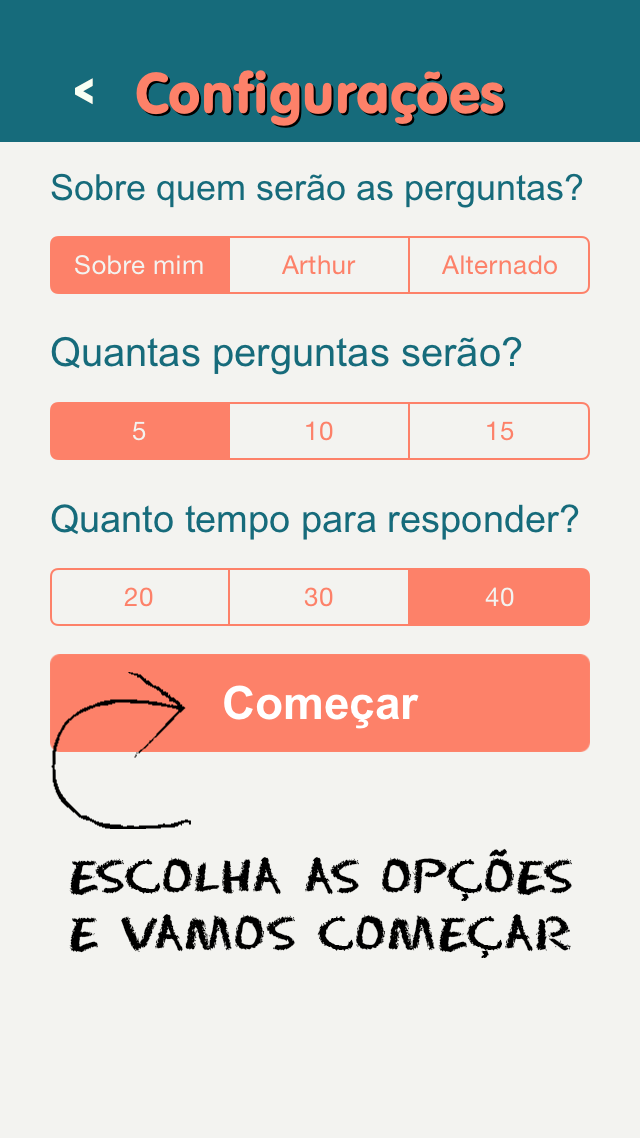 < Configurações
Sobre quem serão as perguntas?
Sobre mim Arthur Alternado
Quantas perguntas serão?
5 10 15
Quanto tempo para responder?
20 30 40
Começar
ESCOLHA AS OPÇÕES
E VAMOS COMEÇAR